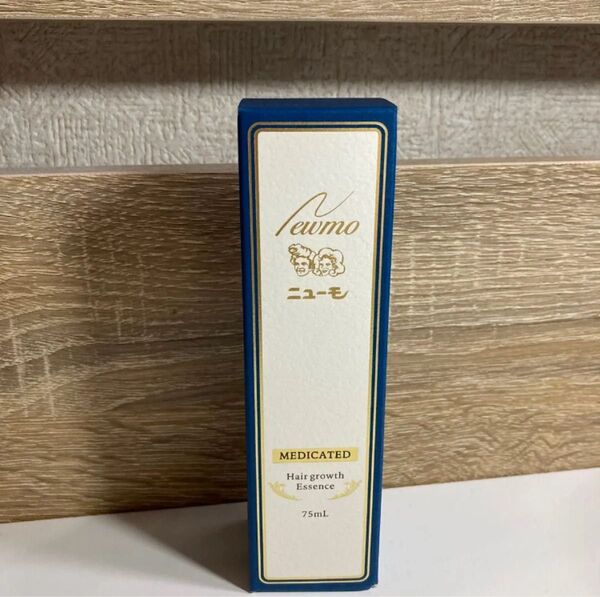 Newmo
ニューモ
MEDICATED
Hair growth
Essence
75mL